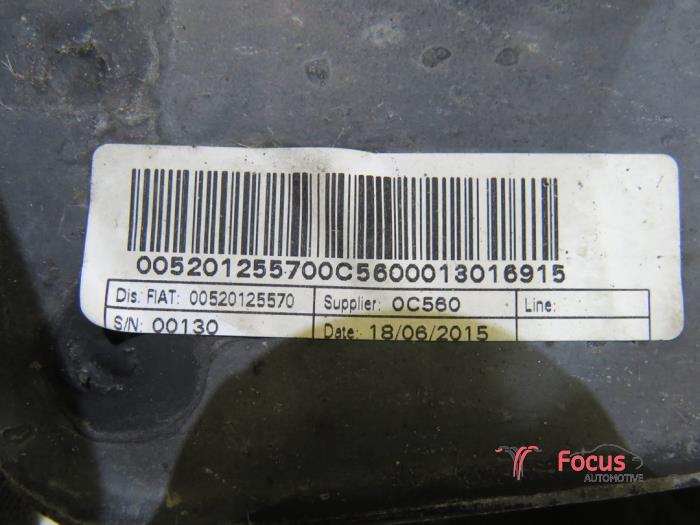 005201255700C5600013016915
Dis. FIAT: 00520125570 Supplier: 0C560 Line:
S/N: 00130 Date: 18/06/2015
Focus
AUTOMOTIVE